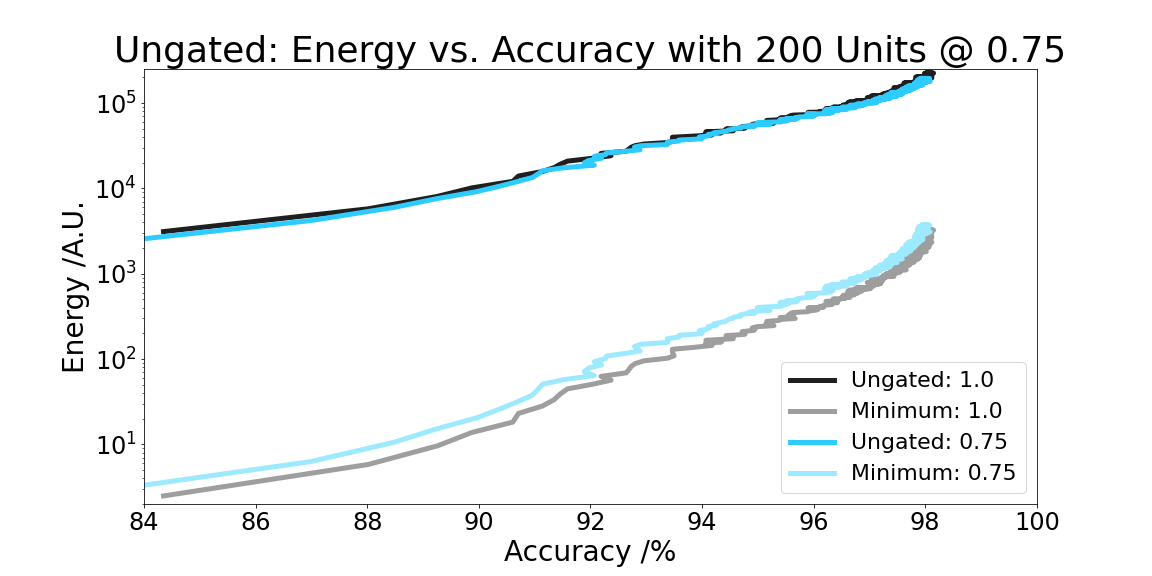 Ungated: Energy vs. Accuracy with 200 Units @ 0.75
Energy /A.U.
10^5
10^4
10^3
10^2
10^1
Ungated: 1.0
Minimum: 1.0
Ungated: 0.75
Minimum: 0.75
84 86 88 90 92 94 96 98 100
Accuracy /%